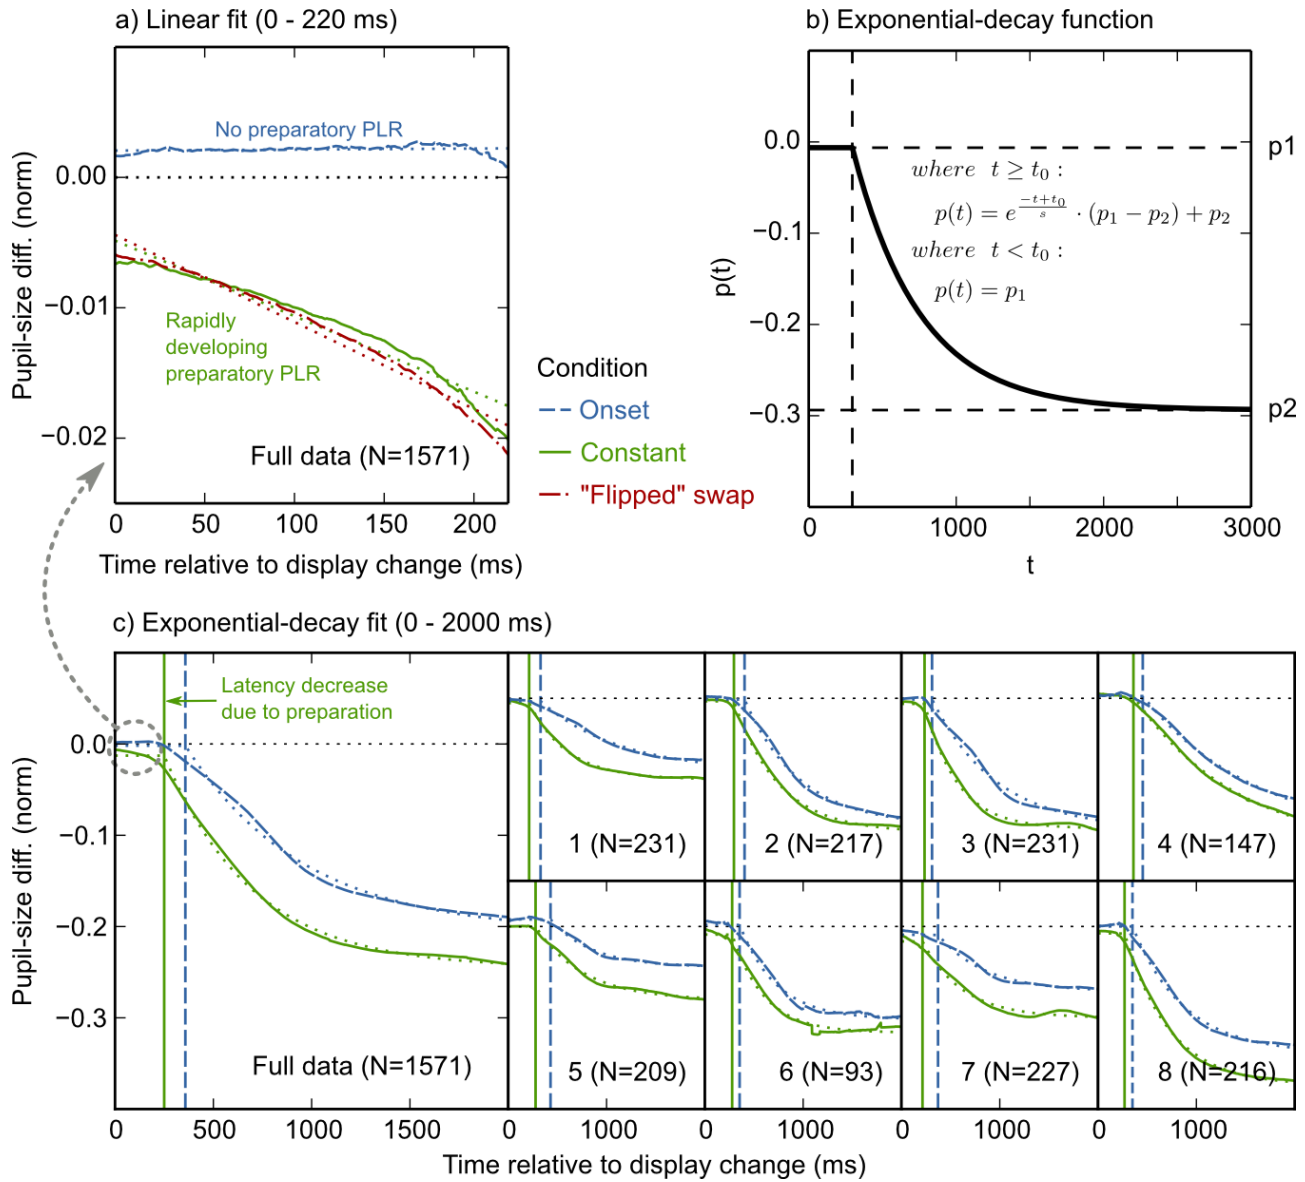 a) Linear fit (0 - 220 ms)
No preparatory PLR
Rapidly
developing
preparatory PLR
Full data (N=1571)
0.00
−0.01
−0.02
Pupil-size diff. (norm)
0 50 100 150 200
Time relative to display change (ms)
Condition
Onset
Constant
"Flipped" swap
b) Exponential-decay function
0.0
−0.1
−0.2
−0.3
p(t)
p1
p2
where t ≥ t₀ :
p(t) = e^{\frac{-t+t_0}{s}} · (p₁ − p₂) + p₂
where t < t₀ :
p(t) = p₁
0 1000 2000 3000
t
c) Exponential-decay fit (0 - 2000 ms)
Latency decrease
due to preparation
0.0
−0.1
−0.2
−0.3
Pupil-size diff. (norm)
Full data (N=1571)
1 (N=231)
2 (N=217)
3 (N=231)
4 (N=147)
5 (N=209)
6 (N=93)
7 (N=227)
8 (N=216)
0 500 1000 1500 0 1000 0 1000 0 1000 0 1000
Time relative to display change (ms)